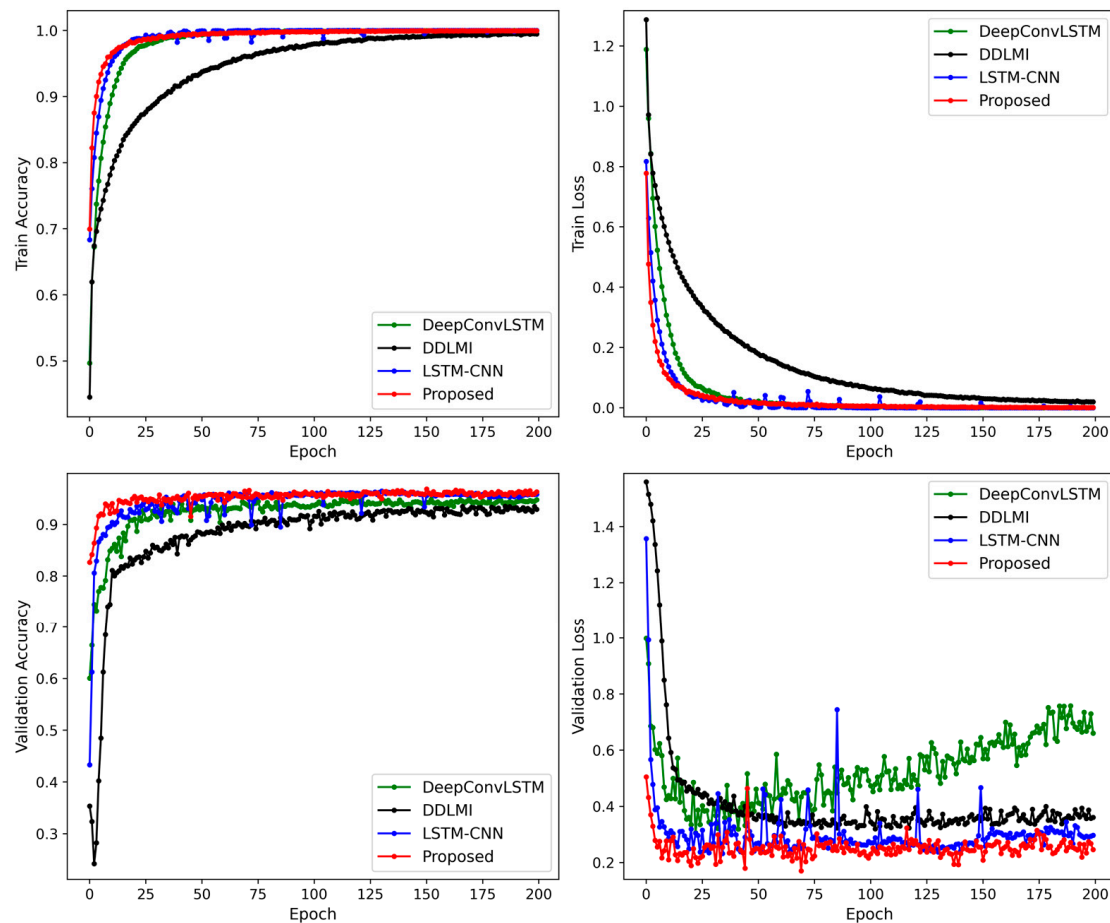 1.0
0.9
0.8
0.7
0.6
0.5
Train Accuracy
0 25 50 75 100 125 150 175 200
Epoch
DeepConvLSTM
DDLMI
LSTM-CNN
Proposed
1.2
1.0
0.8
0.6
0.4
0.2
0.0
Train Loss
0 25 50 75 100 125 150 175 200
Epoch
DeepConvLSTM
DDLMI
LSTM-CNN
Proposed
0.9
0.8
0.7
0.6
0.5
0.4
0.3
Validation Accuracy
0 25 50 75 100 125 150 175 200
Epoch
DeepConvLSTM
DDLMI
LSTM-CNN
Proposed
1.4
1.2
1.0
0.8
0.6
0.4
0.2
Validation Loss
0 25 50 75 100 125 150 175 200
Epoch
DeepConvLSTM
DDLMI
LSTM-CNN
Proposed